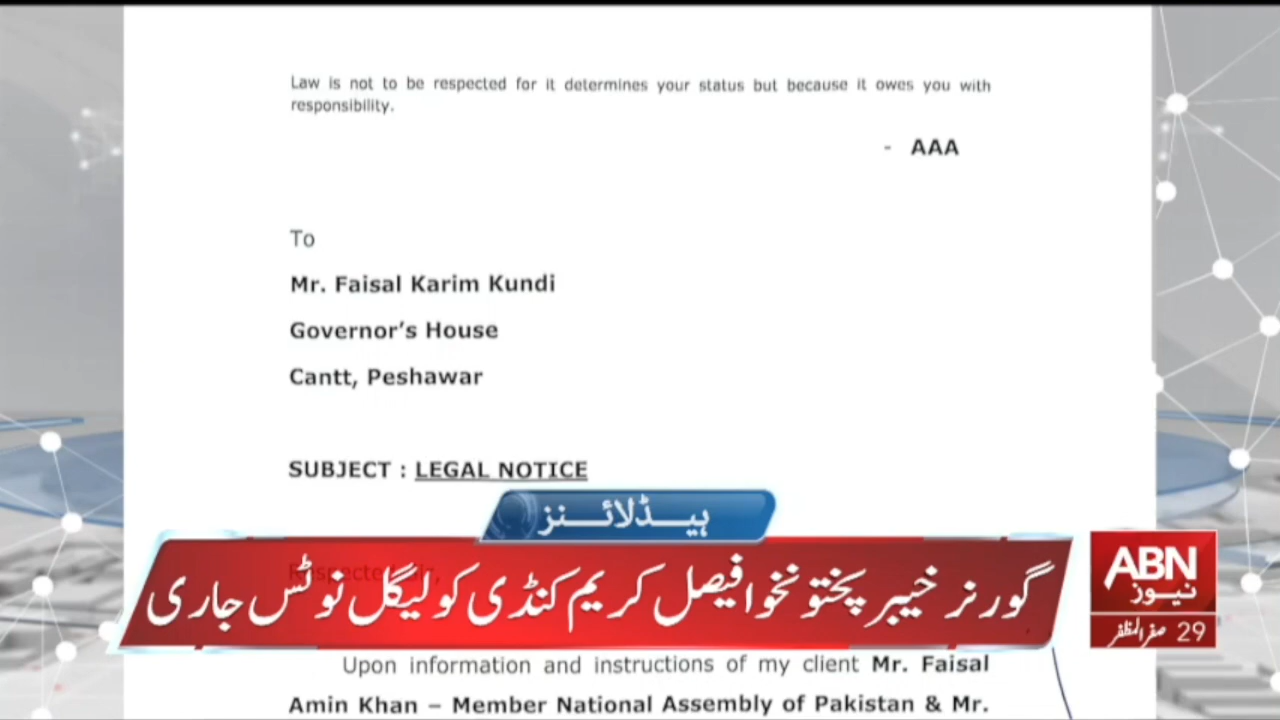 Law is not to be respected for it determines your status but because it owes you with
responsibility.
- AAA
To
Mr. Faisal Karim Kundi
Governor's House
Cantt, Peshawar
SUBJECT : LEGAL NOTICE
ہیڈلائنز
گورنر خیبر پختونخوا فیصل کریم کنڈی کو لیگل نوٹس جاری
ABN
نیوز
29 صفر المظفر
Upon information and instructions of my client Mr. Faisal
Amin Khan – Member National Assembly of Pakistan & Mr.